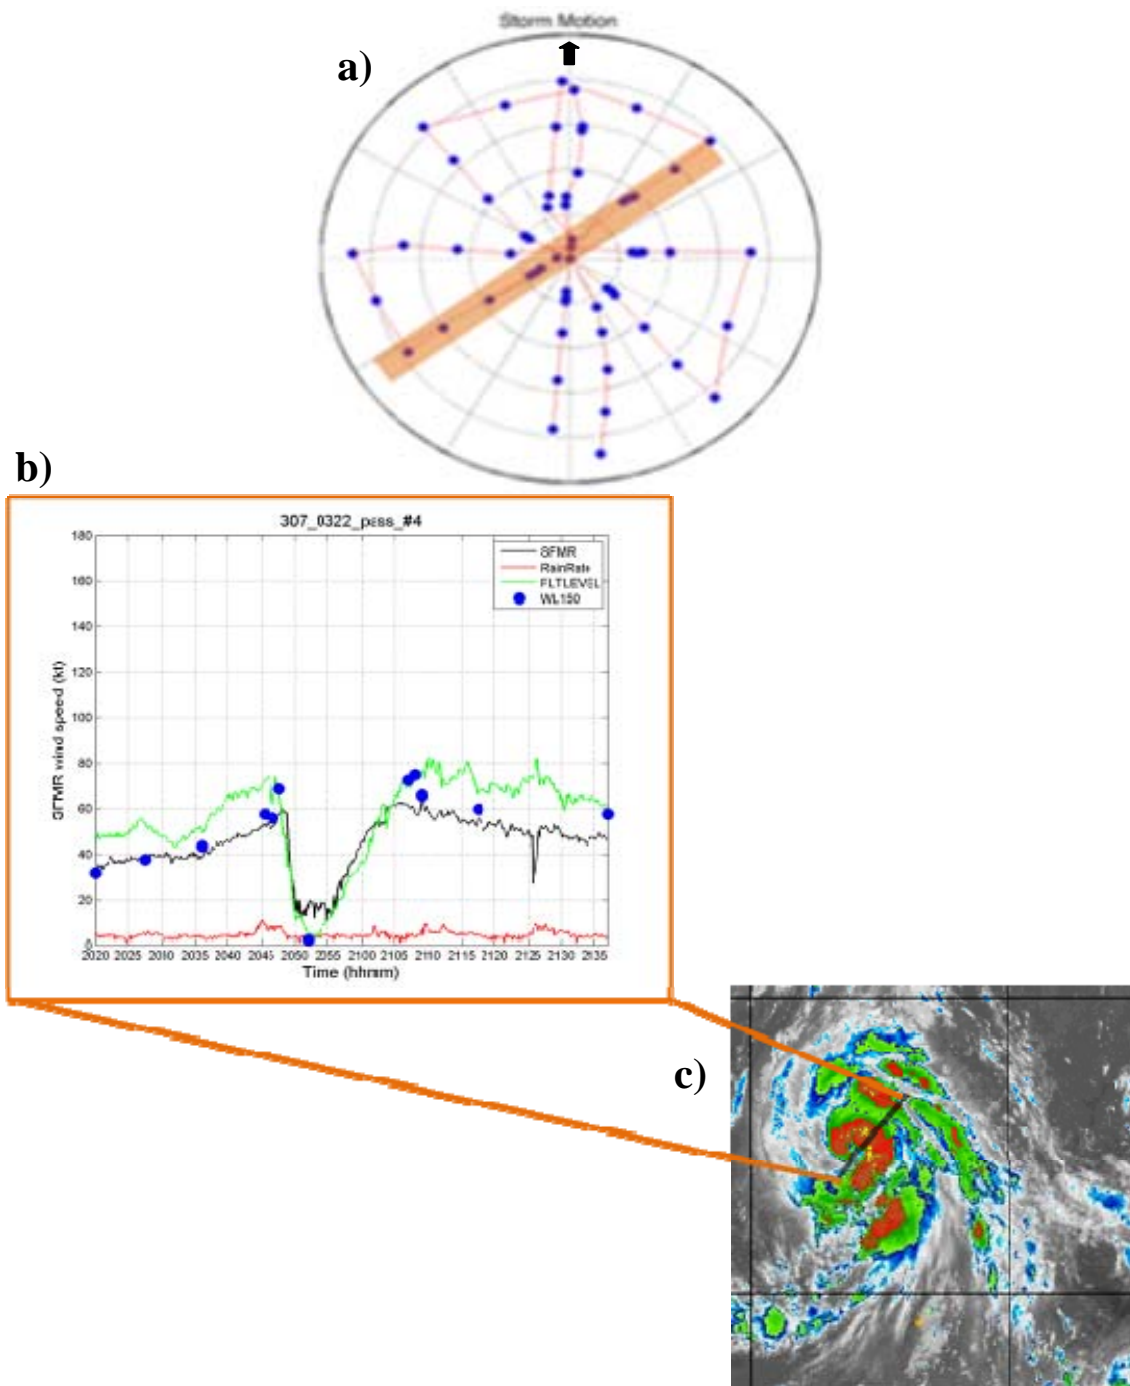 Storm Motion
a)
b)
307_0322_pass_#4
180
160
140
120
100
80
60
40
20
0
SFMR
RainRate
FLTLEVEL
WL150
SFMR wind speed (kt)
2020 2025 2010 2035 2040 2045 2050 2055 2100 2105 2110 2115 2120 2125 2130 2135
Time (hhmm)
c)